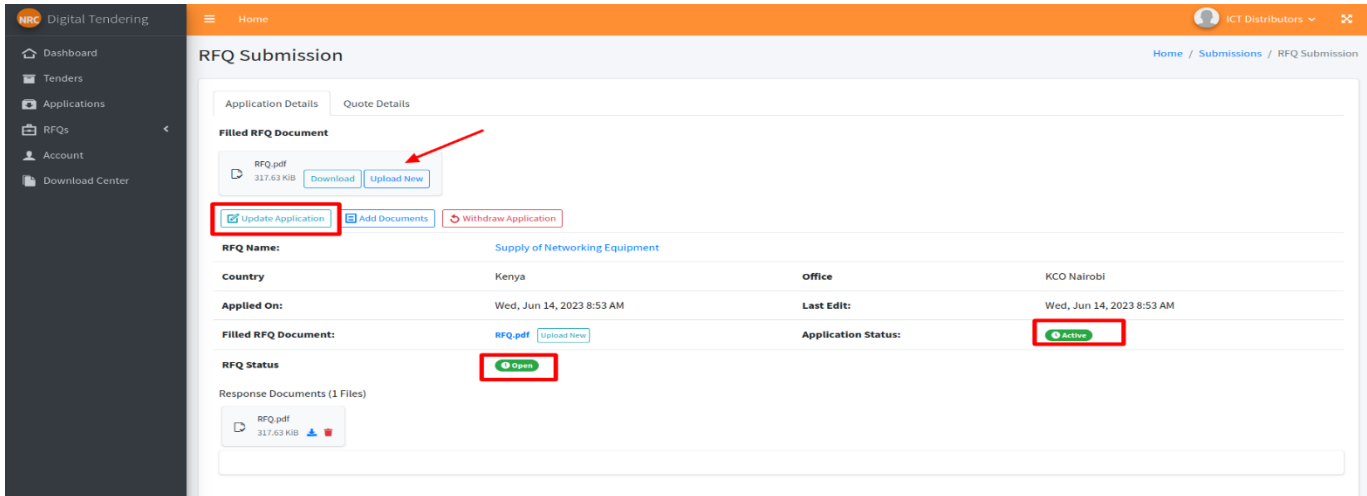 NRC Digital Tendering
Home
ICT Distributors
Dashboard
Tenders
Applications
RFQs
Account
Download Center
RFQ Submission
Home / Submissions / RFQ Submission
Application Details Quote Details
Filled RFQ Document
RFQ.pdf
317.63 KiB Download Upload New
Update Application Add Documents Withdraw Application
RFQ Name: Supply of Networking Equipment
Country Kenya Office KCO Nairobi
Applied On: Wed, Jun 14, 2023 8:53 AM Last Edit: Wed, Jun 14, 2023 8:53 AM
Filled RFQ Document: RFQ.pdf Upload New Application Status: Active
RFQ Status Open
Response Documents (1 Files)
RFQ.pdf
317.63 KiB